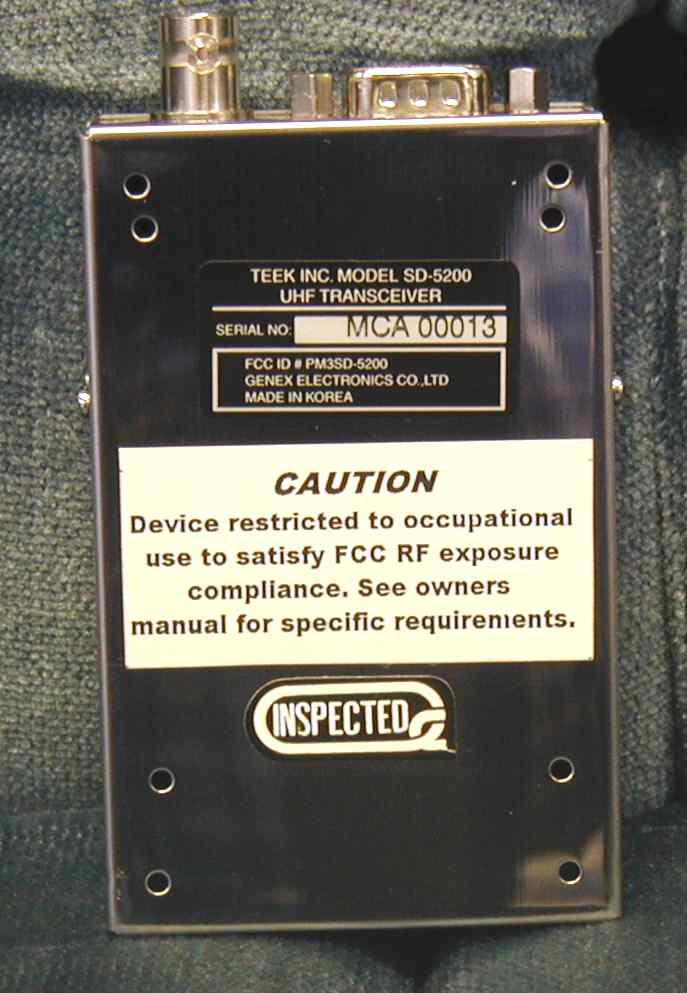 TEEK INC. MODEL SD-5200
UHF TRANSCEIVER
SERIAL NO: MCA 00013
FCC ID # PM3SD-5200
GENEX ELECTRONICS CO.,LTD
MADE IN KOREA
CAUTION
Device restricted to occupational
use to satisfy FCC RF exposure
compliance. See owners
manual for specific requirements.
INSPECTED